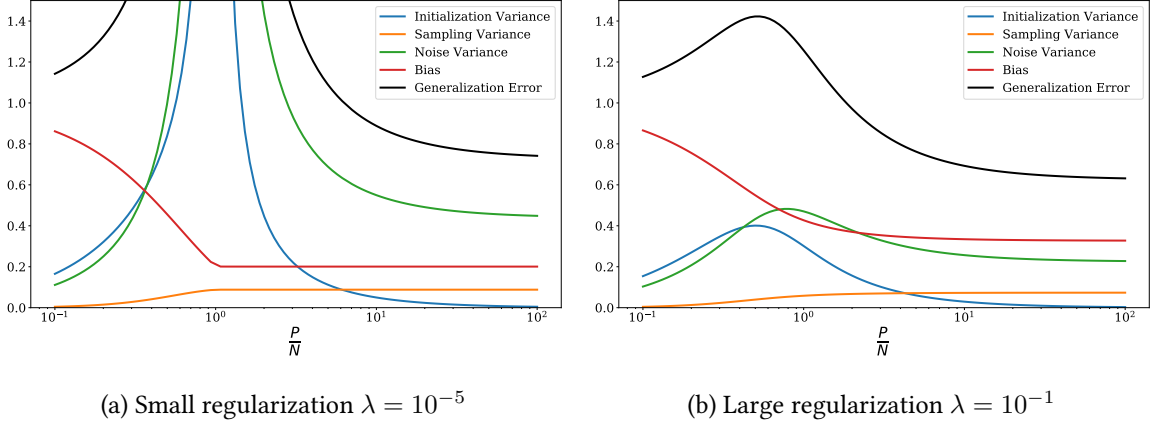 1.4
1.2
1.0
0.8
0.6
0.4
0.2
0.0
10⁻¹
10⁰
10¹
10²
P
N
Initialization Variance
Sampling Variance
Noise Variance
Bias
Generalization Error
(a) Small regularization λ = 10⁻⁵
1.4
1.2
1.0
0.8
0.6
0.4
0.2
0.0
10⁻¹
10⁰
10¹
10²
P
N
Initialization Variance
Sampling Variance
Noise Variance
Bias
Generalization Error
(b) Large regularization λ = 10⁻¹